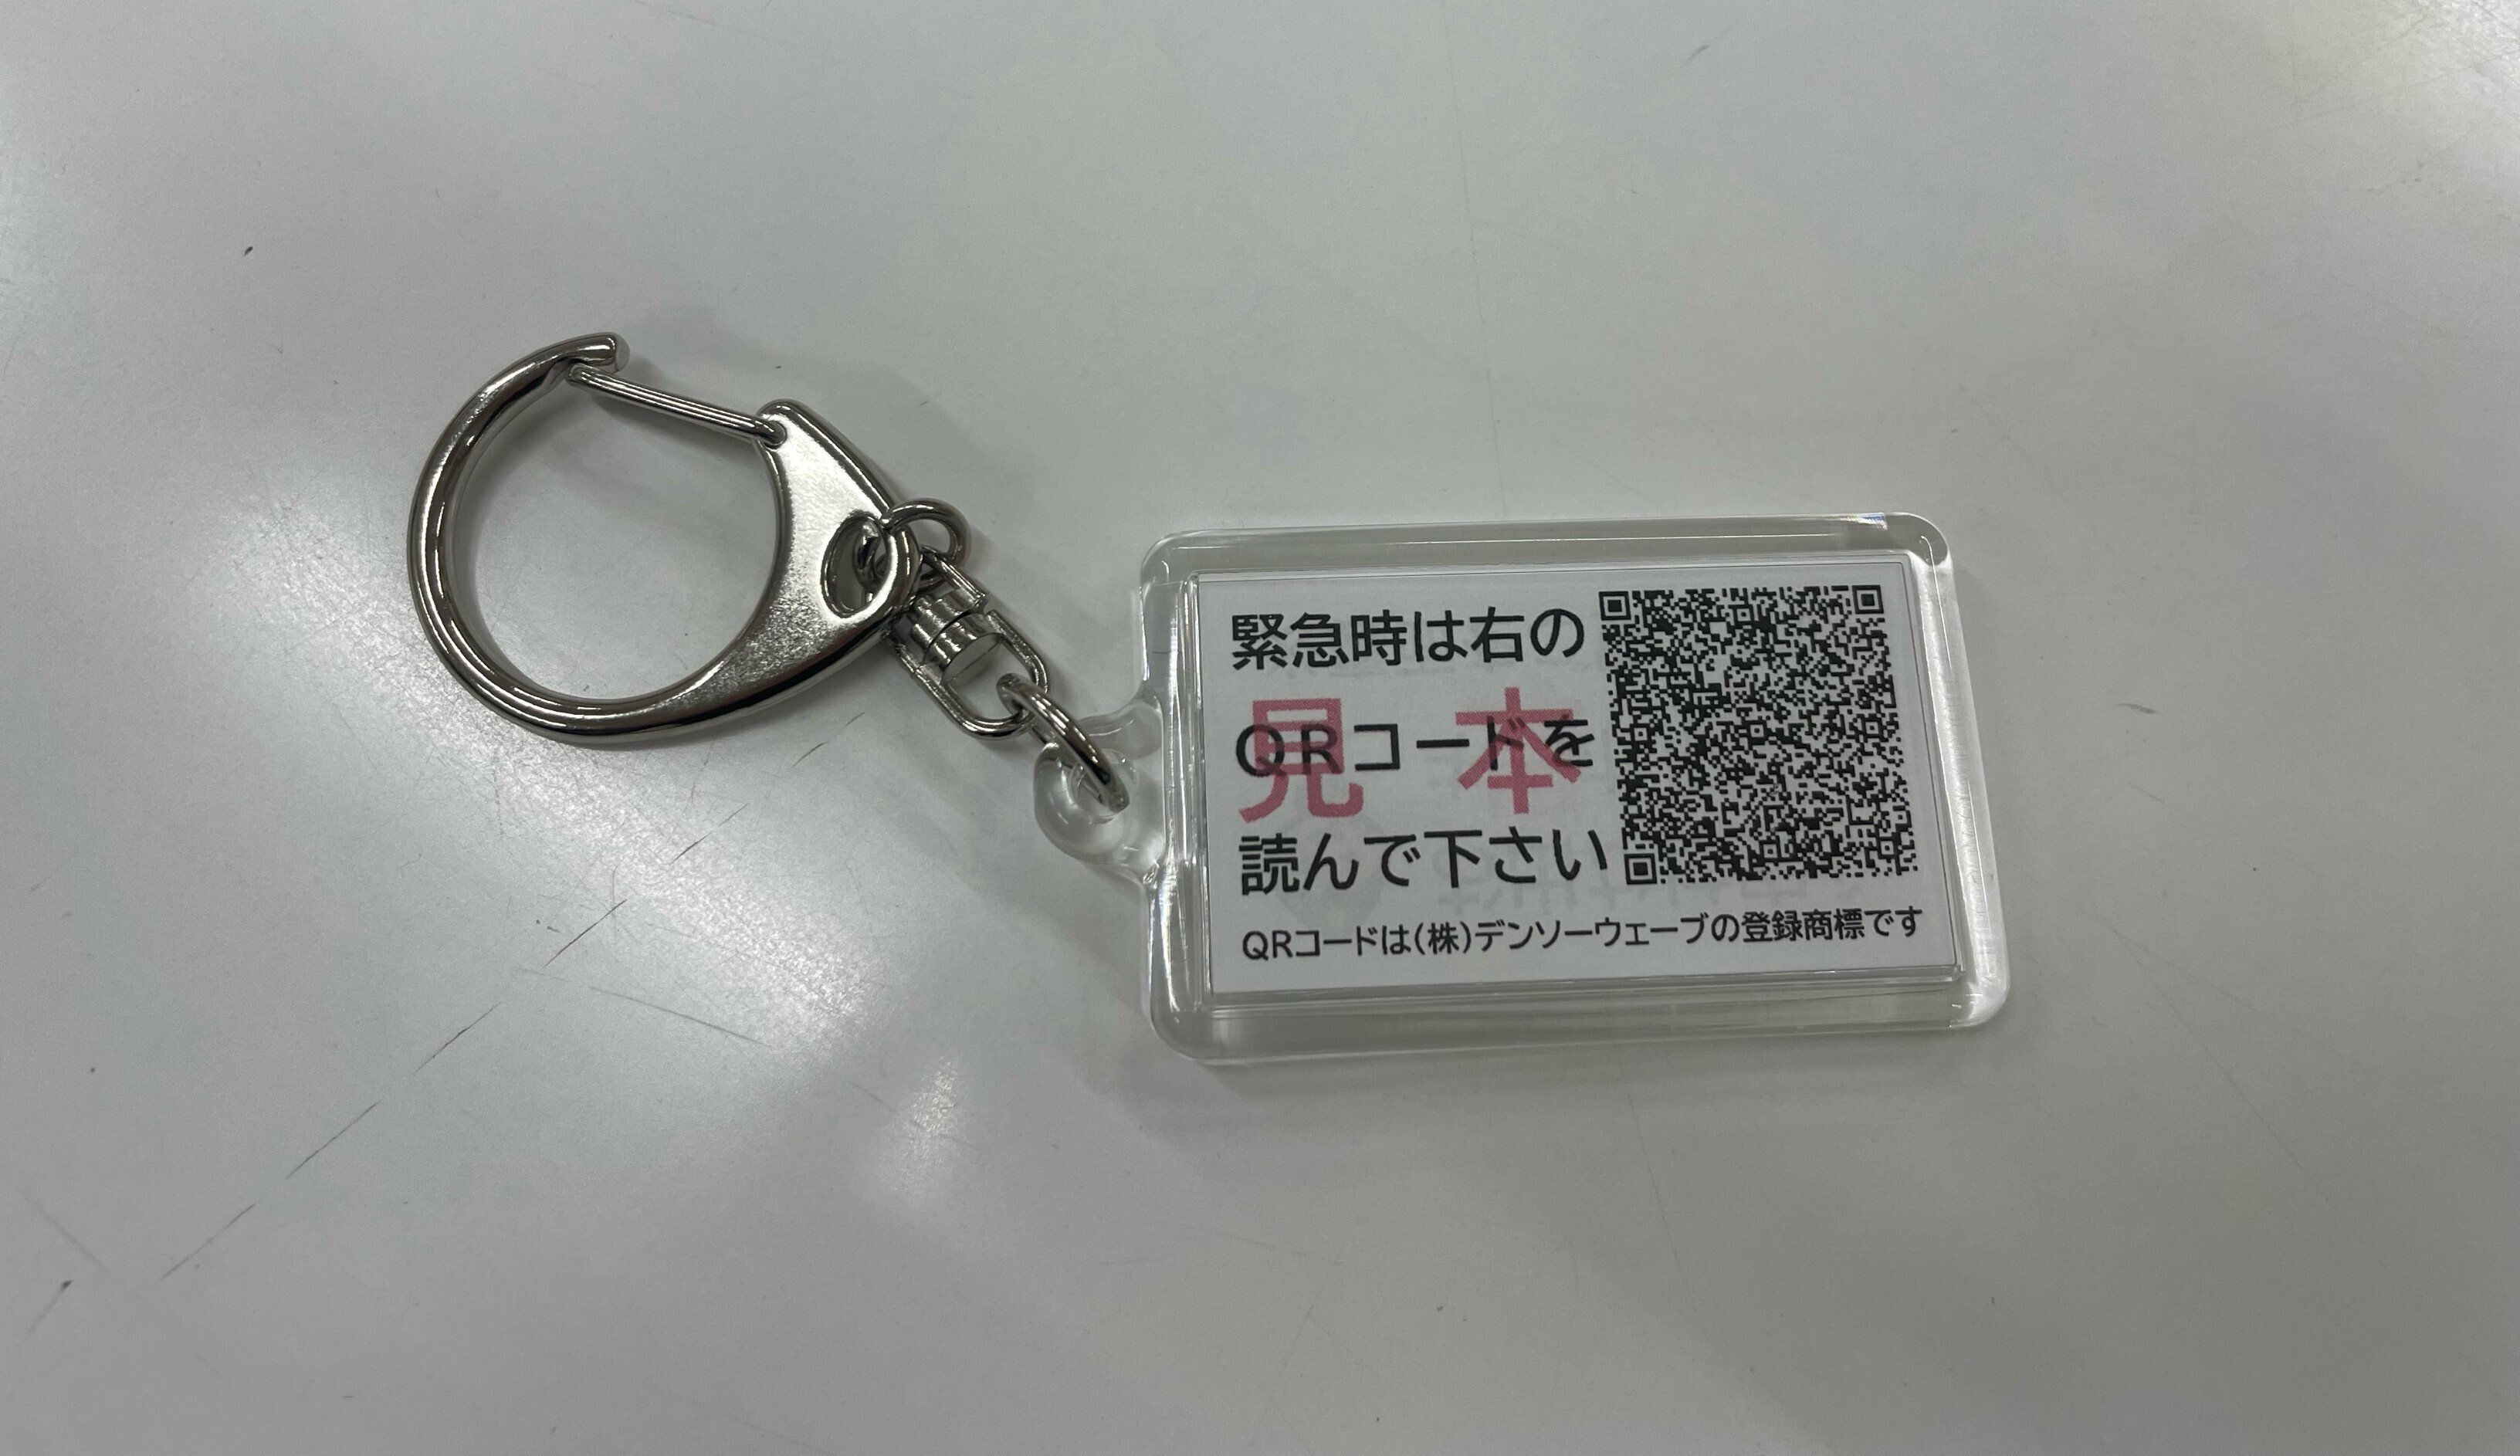 緊急時は右の
QRコードを
見本
読んで下さい
QRコードは(株)デンソーウェーブの登録商標です